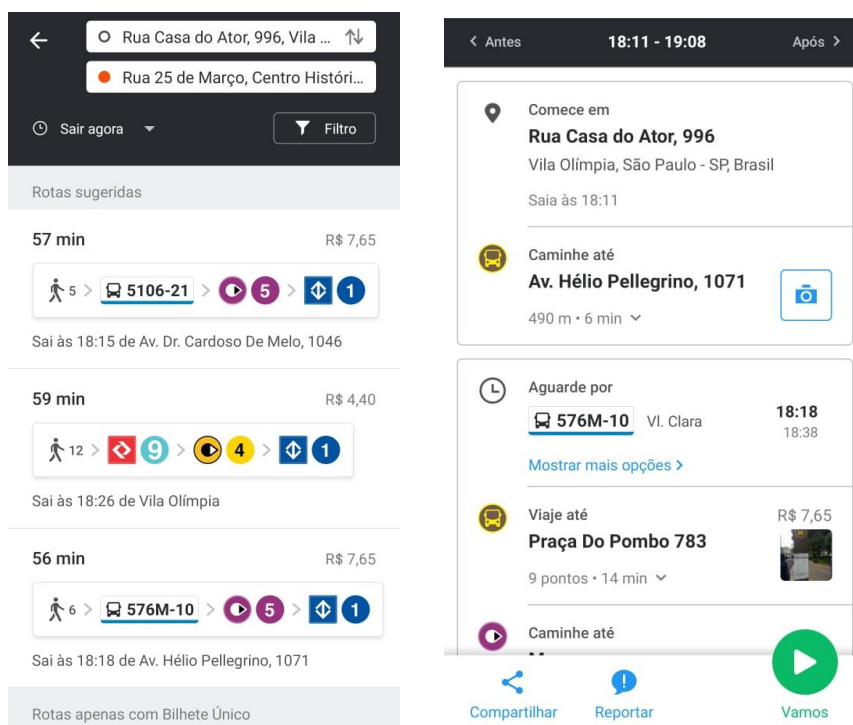 Rua Casa do Ator, 996, Vila ...
Rua 25 de Março, Centro Históri...
Sair agora
Filtro
Rotas sugeridas
57 min
R$ 7,65
5 > 5106-21 > 5 > 1
Sai às 18:15 de Av. Dr. Cardoso De Melo, 1046
59 min
R$ 4,40
12 > 9 > 4 > 1
Sai às 18:26 de Vila Olímpia
56 min
R$ 7,65
6 > 576M-10 > 5 > 1
Sai às 18:18 de Av. Hélio Pellegrino, 1071
Rotas apenas com Bilhete Único
< Antes
18:11 - 19:08
Após >
Comece em
Rua Casa do Ator, 996
Vila Olímpia, São Paulo - SP, Brasil
Saia às 18:11
Caminhe até
Av. Hélio Pellegrino, 1071
490 m • 6 min
Aguarde por
576M-10 Vl. Clara
18:18
18:38
Mostrar mais opções >
Viaje até
R$ 7,65
Praça Do Pombo 783
9 pontos • 14 min
Caminhe até
Compartilhar
Reportar
Vamos